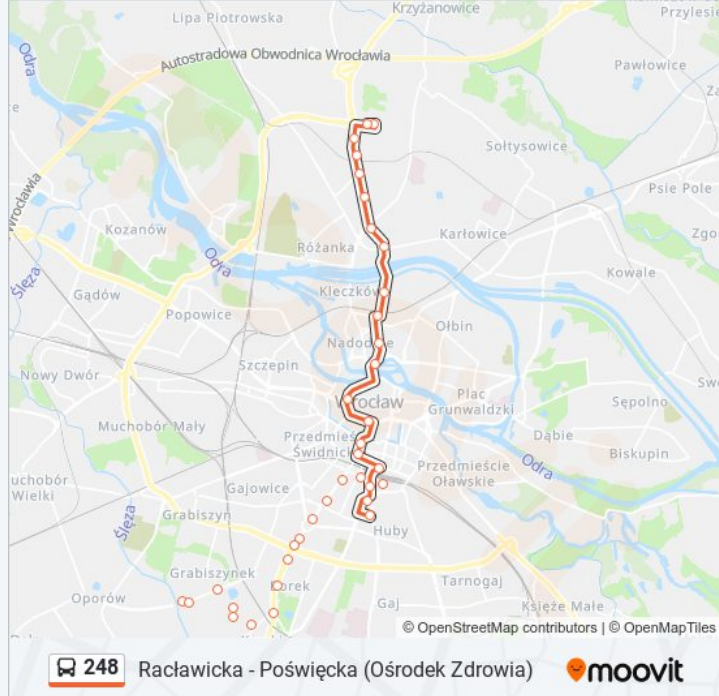 Lipa Piotrowska
Krzyżanowice
Przylesie
Odra
Autostradowa Obwodnica Wrocławia
Pawłowice
Sołtysowice
Psie Pole
Wrocławia
Kozanów
Różanka
Karłowice
Odra
Kowale
Ślęza
Gądów
Kleczków
Popowice
Ołbin
Nadodrze
Szczepin
Nowy Dwór
Plac
Grunwaldzki
Wrocław
Sępolno
Muchobór Mały
Przedmieście
Świdnickie
Dąbie
Biskupin
Muchobór
Wielki
Gajowice
Przedmieście
Oławskie
Odra
Ślęza
Grabiszyn
Huby
Grabiszynek
Borek
Tarnogaj
Oporów
Gaj
Księże Małe
© OpenStreetMap contributors | © OpenMapTiles
248 Racławicka - Poświęcka (Ośrodek Zdrowia) moovit